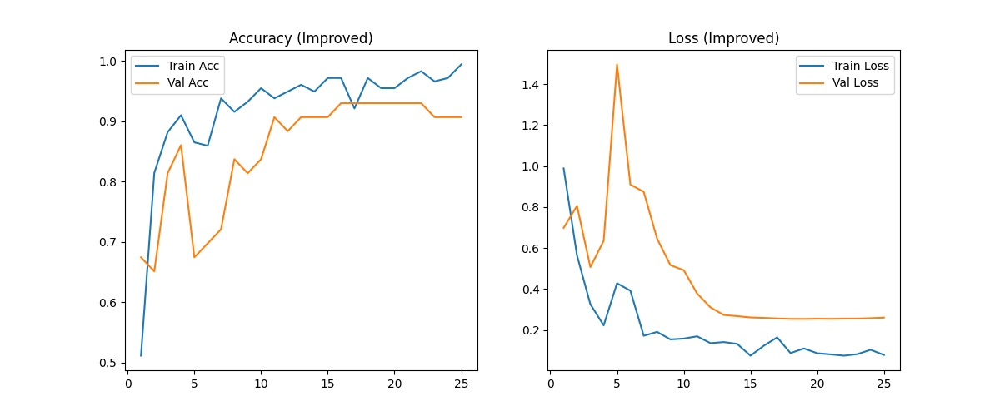 Accuracy (Improved)
Train Acc
Val Acc
1.0
0.9
0.8
0.7
0.6
0.5
0 5 10 15 20 25
Loss (Improved)
Train Loss
Val Loss
1.4
1.2
1.0
0.8
0.6
0.4
0.2
0 5 10 15 20 25